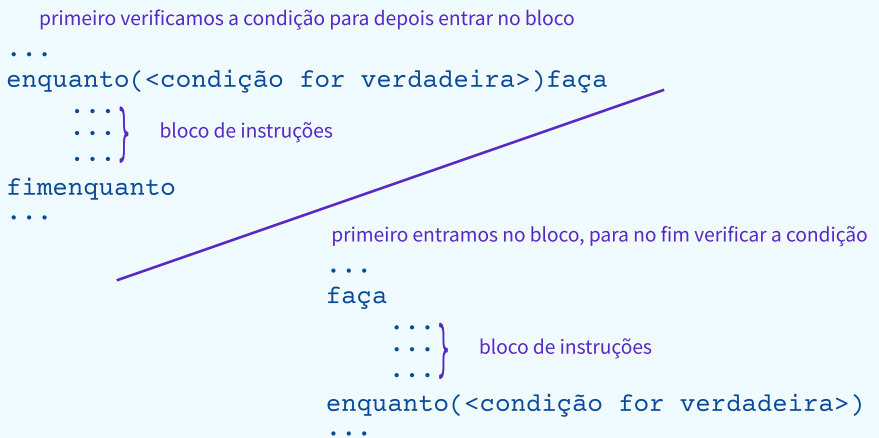 primeiro verificamos a condição para depois entrar no bloco
...
enquanto(<condição for verdadeira>)faça
...
... bloco de instruções
...
fimenquanto
...
primeiro entramos no bloco, para no fim verificar a condição
...
faça
...
... bloco de instruções
...
enquanto(<condição for verdadeira>)
...